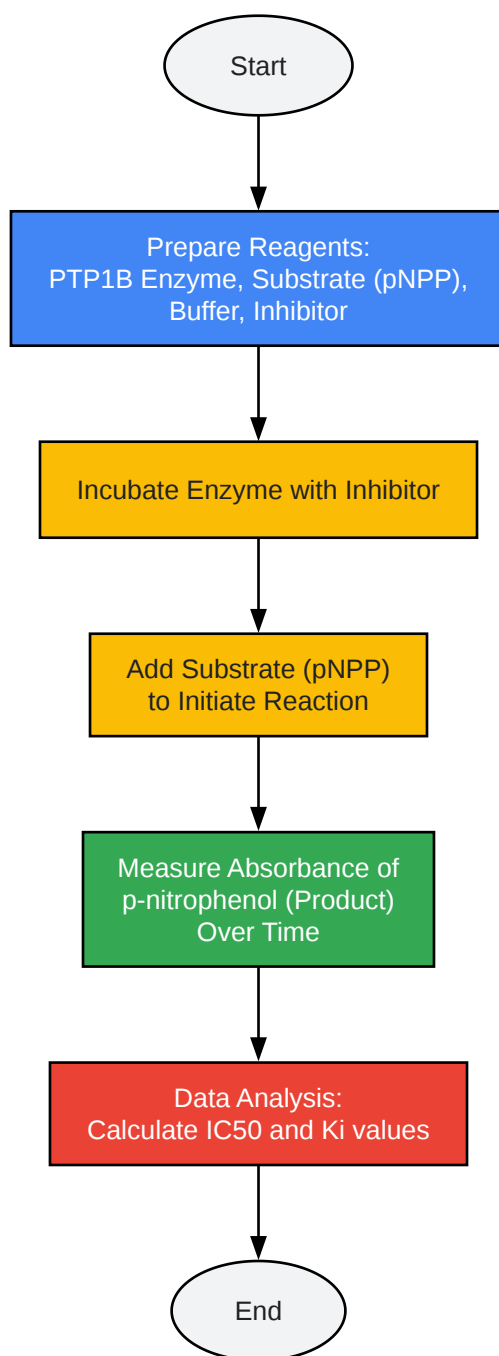 Start
Prepare Reagents:
PTP1B Enzyme, Substrate (pNPP),
Buffer, Inhibitor
Incubate Enzyme with Inhibitor
Add Substrate (pNPP)
to Initiate Reaction
Measure Absorbance of
p-nitrophenol (Product)
Over Time
Data Analysis:
Calculate IC50 and Ki values
End